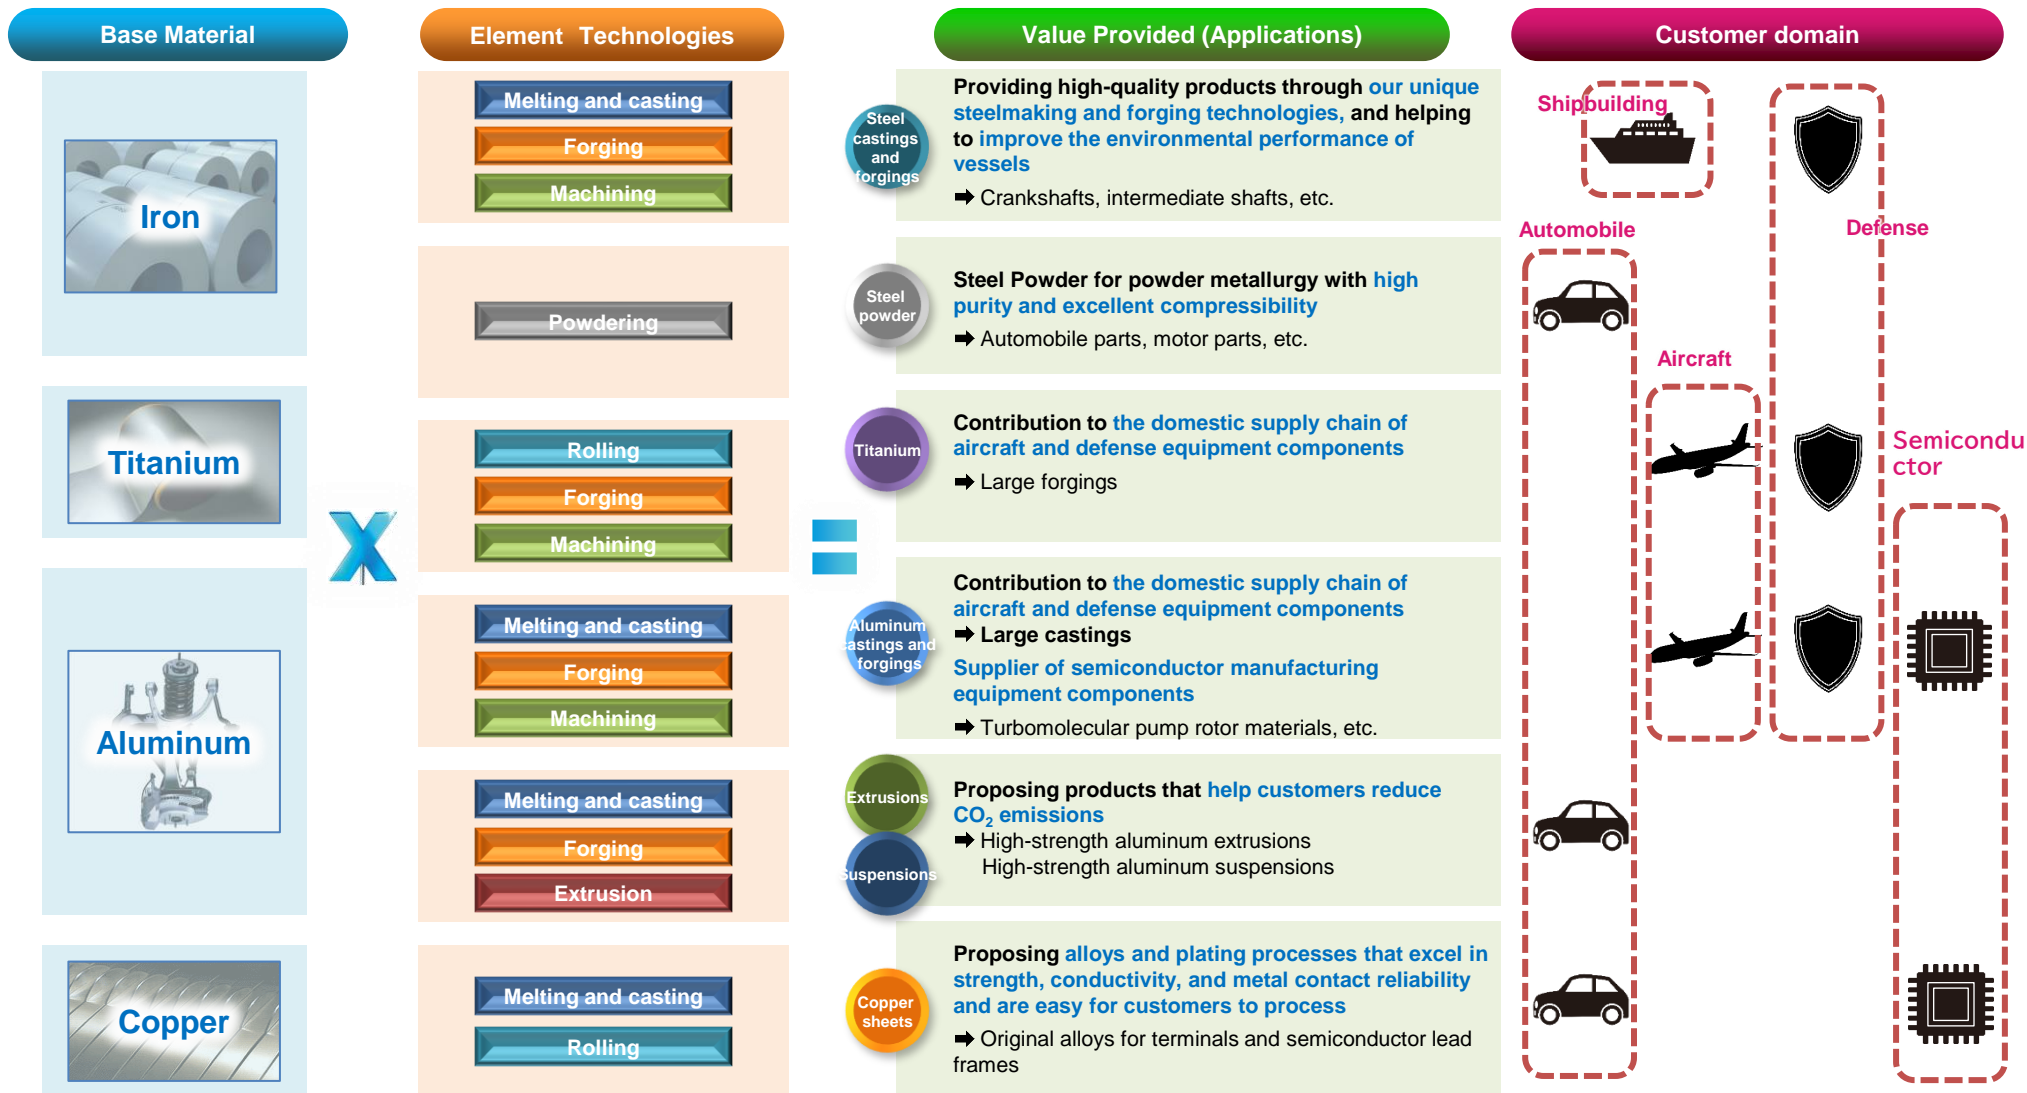 Base Material
Element Technologies
Value Provided (Applications)
Customer domain
Iron
Titanium
Aluminum
Copper
X
Melting and casting
Forging
Machining
Powdering
Rolling
Forging
Machining
Melting and casting
Forging
Machining
Melting and casting
Forging
Extrusion
Melting and casting
Rolling
=
Steel
castings
and
forgings
Providing high-quality products through our unique
steelmaking and forging technologies, and helping
to improve the environmental performance of
vessels
➡ Crankshafts, intermediate shafts, etc.
Steel
powder
Steel Powder for powder metallurgy with high
purity and excellent compressibility
➡ Automobile parts, motor parts, etc.
Titanium
Contribution to the domestic supply chain of
aircraft and defense equipment components
➡ Large forgings
Aluminum
castings and
forgings
Contribution to the domestic supply chain of
aircraft and defense equipment components
➡ Large castings
Supplier of semiconductor manufacturing
equipment components
➡ Turbomolecular pump rotor materials, etc.
Extrusions
Suspensions
Proposing products that help customers reduce
CO₂ emissions
➡ High-strength aluminum extrusions
High-strength aluminum suspensions
Copper
sheets
Proposing alloys and plating processes that excel in
strength, conductivity, and metal contact reliability
and are easy for customers to process
➡ Original alloys for terminals and semiconductor lead
frames
Shipbuilding
Automobile
Defense
Aircraft
Semicondu
ctor